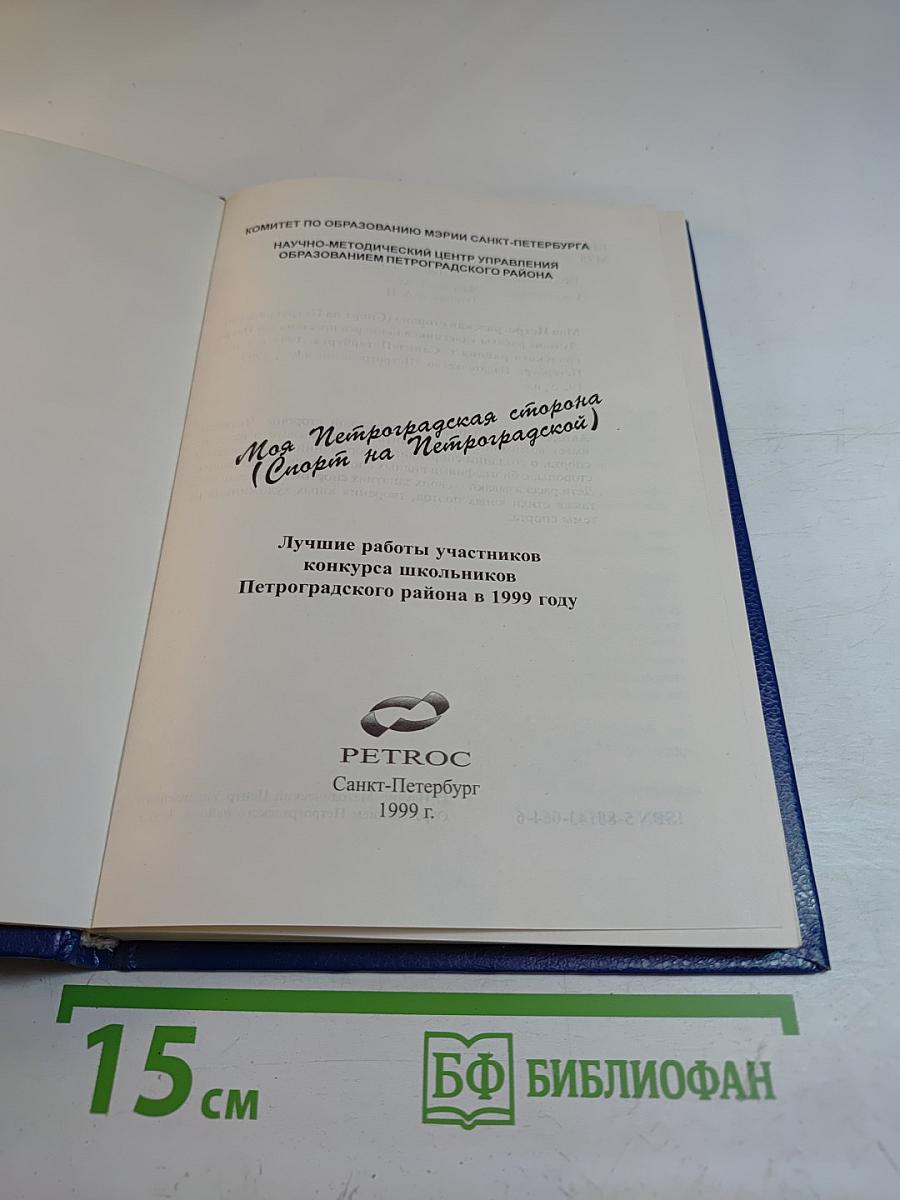 КОМИТЕТ ПО ОБРАЗОВАНИЮ МЭРИИ САНКТ-ПЕТЕРБУРГА
НАУЧНО-МЕТОДИЧЕСКИЙ ЦЕНТР УПРАВЛЕНИЯ
ОБРАЗОВАНИЕМ ПЕТРОГРАДСКОГО РАЙОНА
Моя Петроградская сторона
(Спорт на Петроградской)
Лучшие работы участников
конкурса школьников
Петроградского района в 1999 году
PETROC
Санкт-Петербург
1999 г.
15 см
БФ БИБЛИОФАН